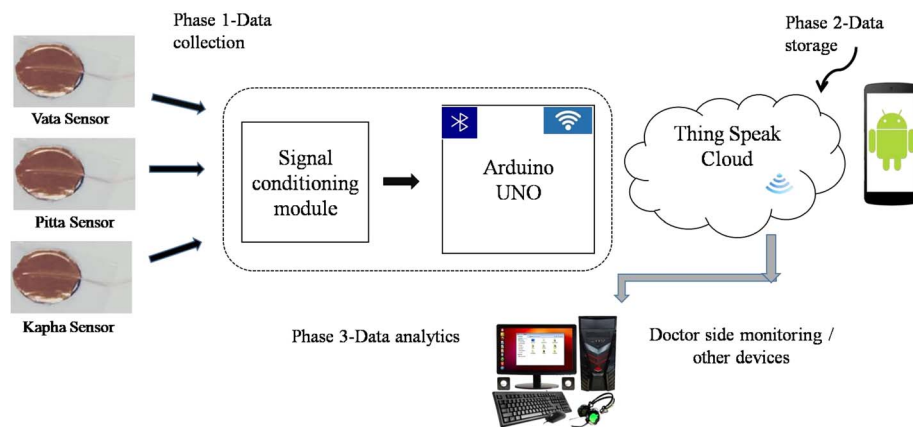 Phase 1-Data
collection
Phase 2-Data
storage
Vata Sensor
Pitta Sensor
Kapha Sensor
Signal
conditioning
module
Arduino
UNO
Thing Speak
Cloud
Phase 3-Data analytics
Doctor side monitoring /
other devices